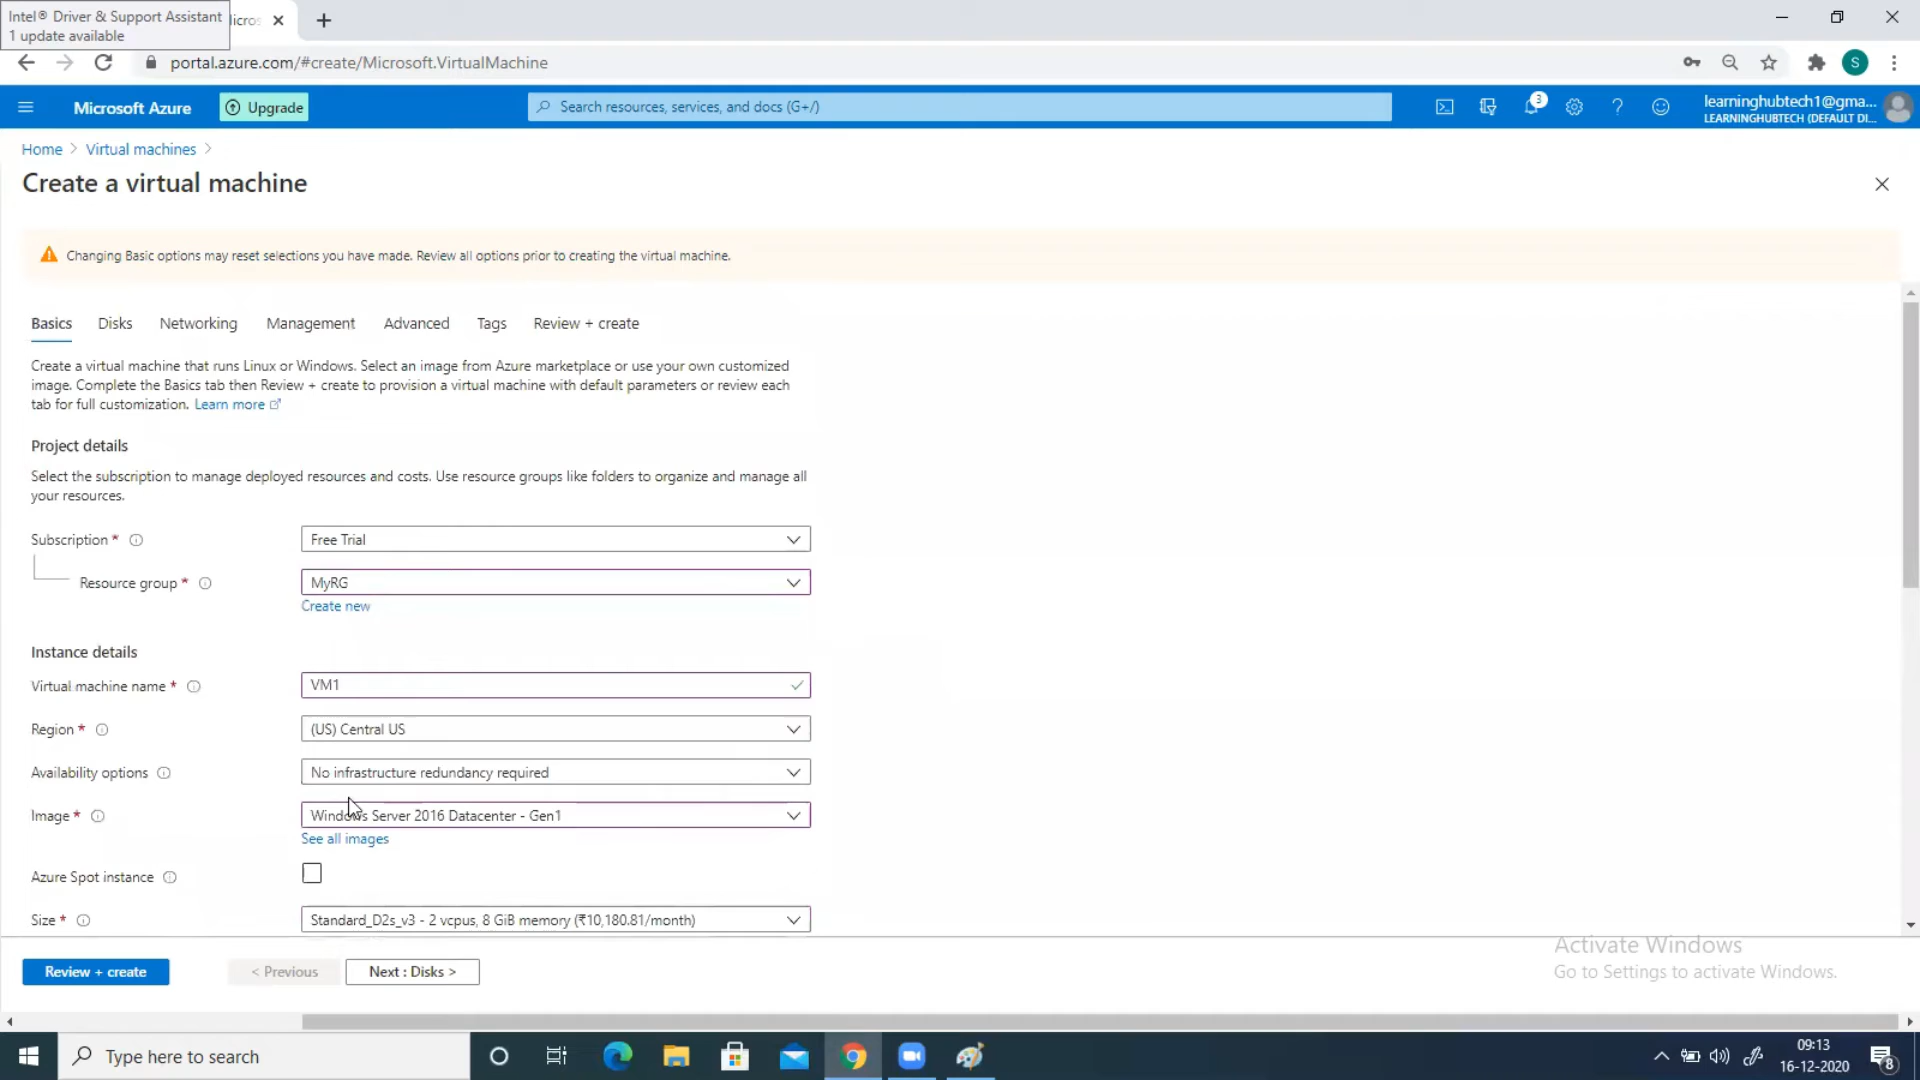 Intel® Driver & Support Assistant
1 update available
portal.azure.com/#create/Microsoft.VirtualMachine
S
Microsoft Azure
Upgrade
Search resources, services, and docs (G+/)
3
learninghubtech1@gma...
LEARNINGHUBTECH (DEFAULT DI...
Home > Virtual machines >
Create a virtual machine
Changing Basic options may reset selections you have made. Review all options prior to creating the virtual machine.
Basics Disks Networking Management Advanced Tags Review + create
Create a virtual machine that runs Linux or Windows. Select an image from Azure marketplace or use your own customized
image. Complete the Basics tab then Review + create to provision a virtual machine with default parameters or review each
tab for full customization. Learn more
Project details
Select the subscription to manage deployed resources and costs. Use resource groups like folders to organize and manage all
your resources.
Subscription * Free Trial
Resource group * MyRG
Create new
Instance details
Virtual machine name * VM1
Region * (US) Central US
Availability options No infrastructure redundancy required
Image * Windows Server 2016 Datacenter - Gen1
See all images
Azure Spot instance
Size * Standard_D2s_v3 - 2 vcpus, 8 GiB memory (₹10,180.81/month)
Review + create < Previous Next : Disks >
Activate Windows
Go to Settings to activate Windows.
Type here to search
09:13
16-12-2020
8